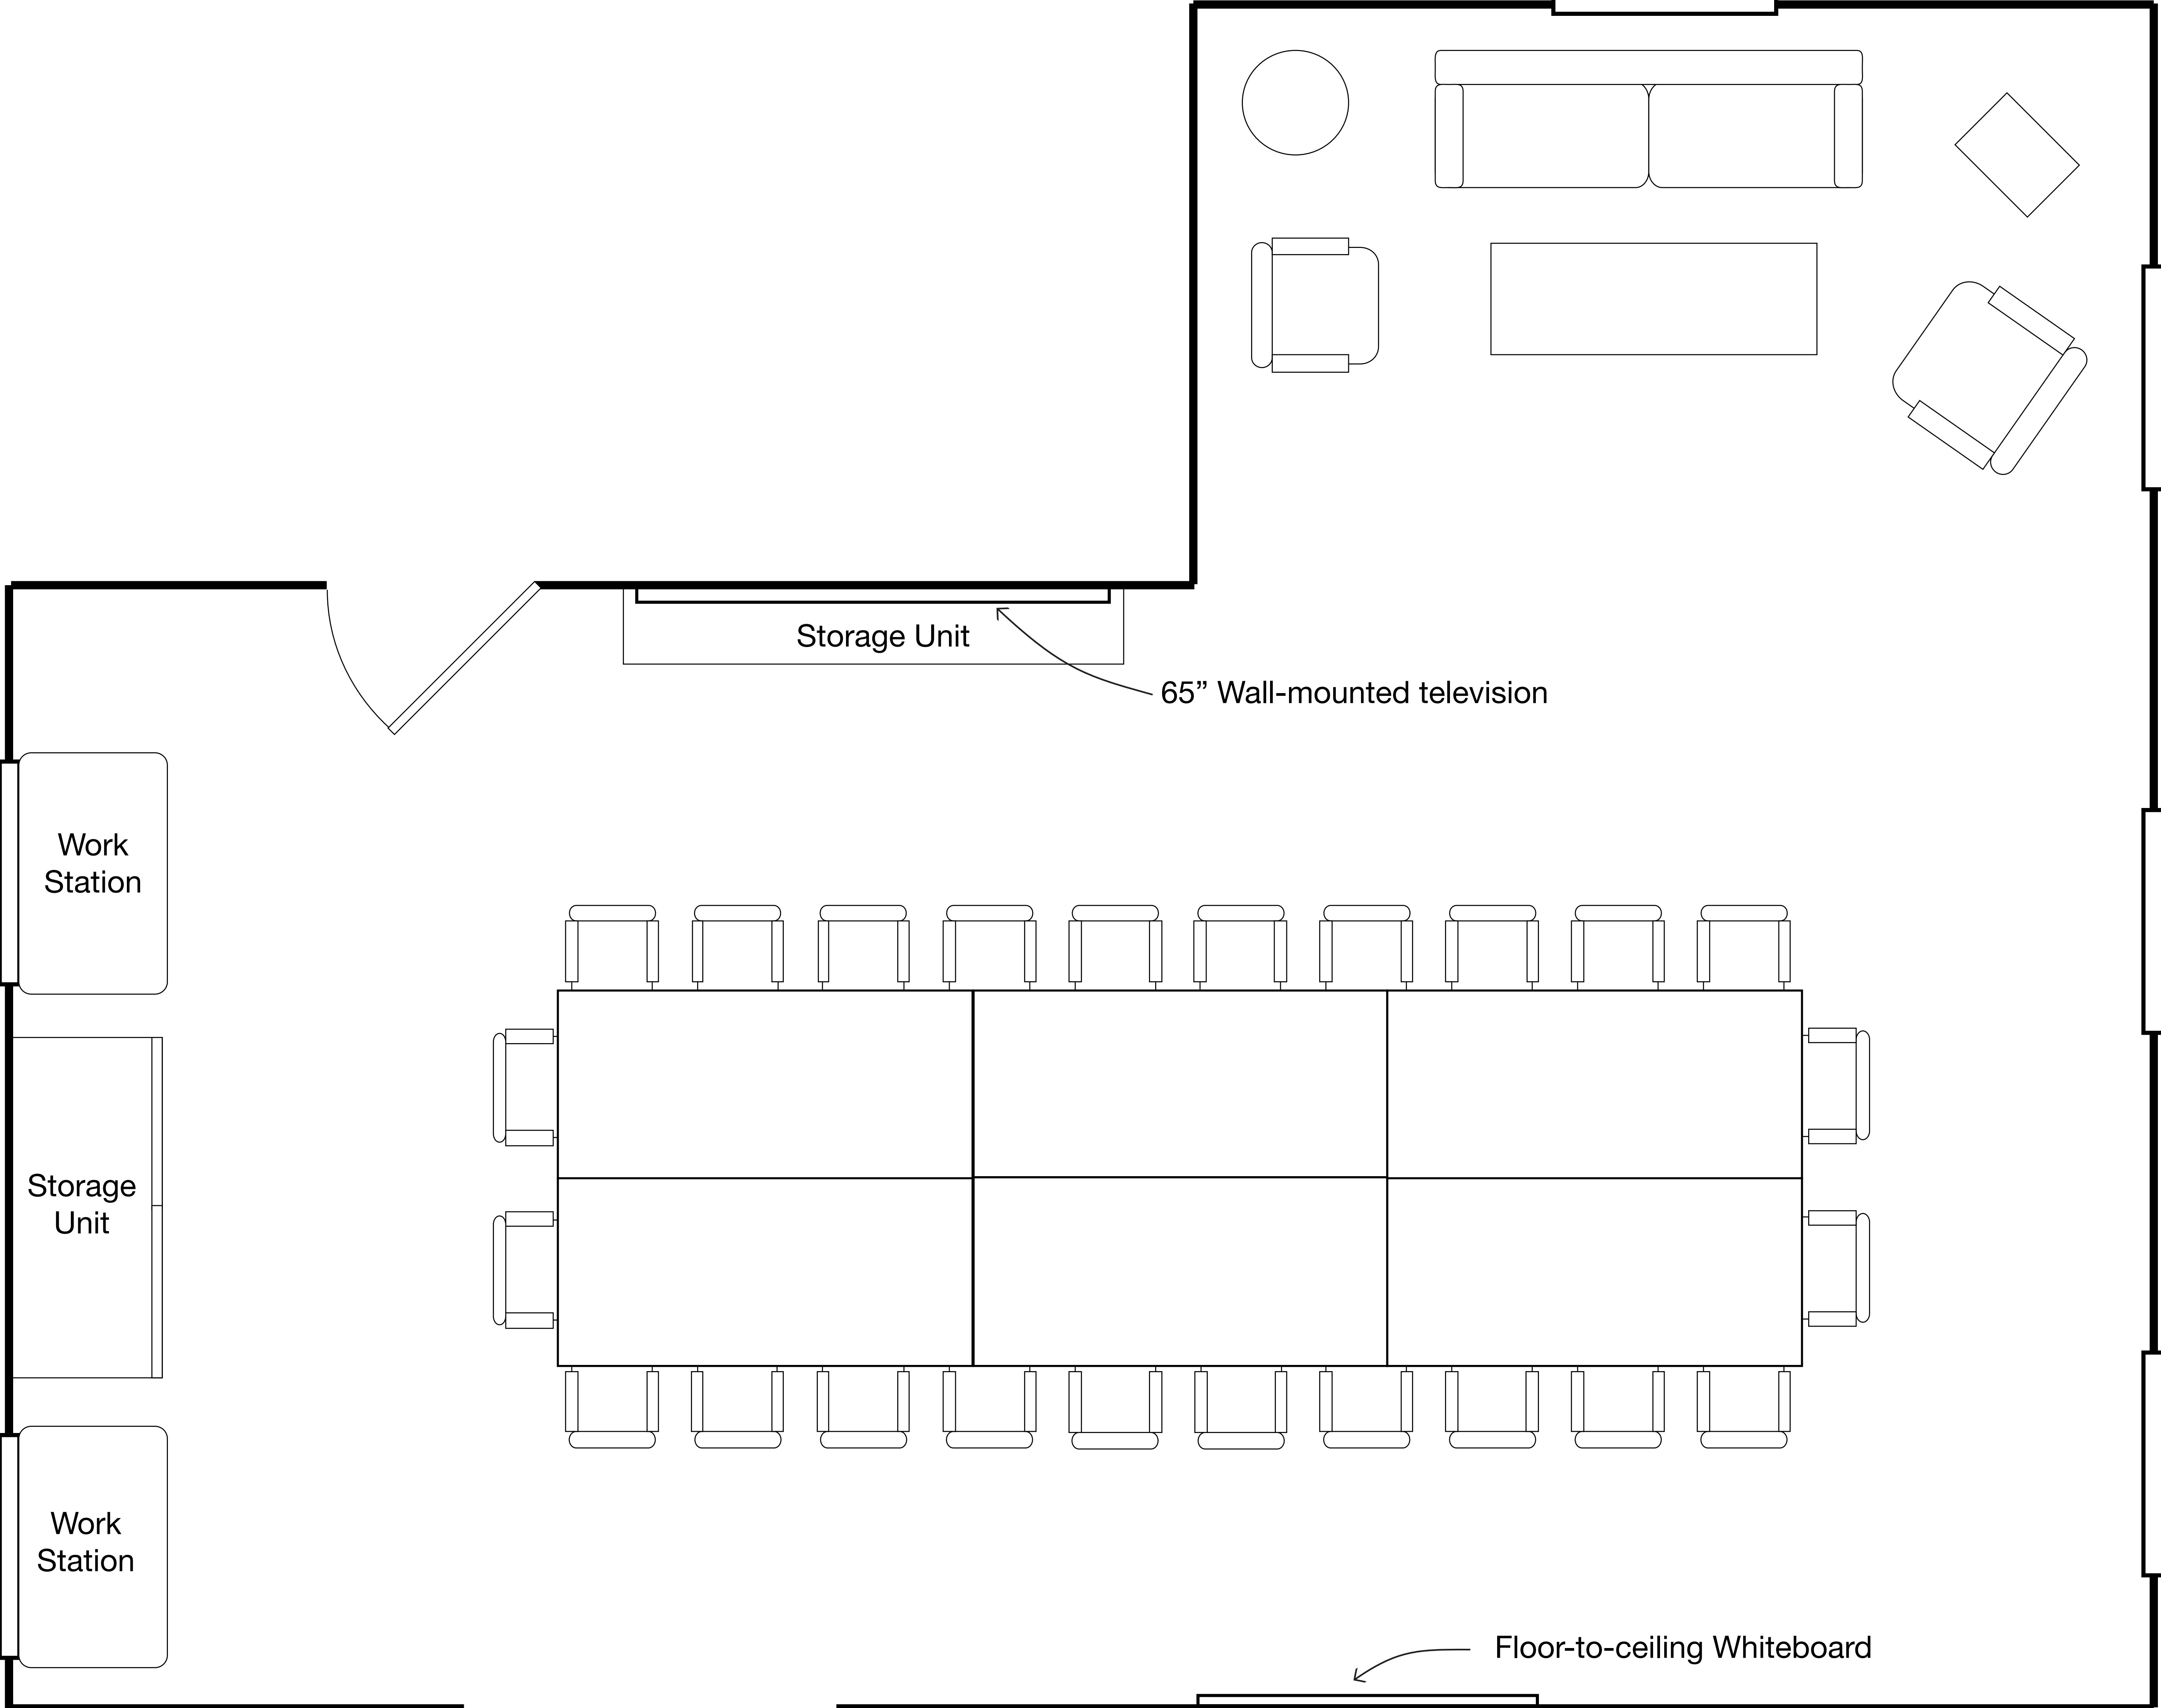 Storage Unit
65” Wall-mounted television
Work
Station
Storage
Unit
Work
Station
Floor-to-ceiling Whiteboard